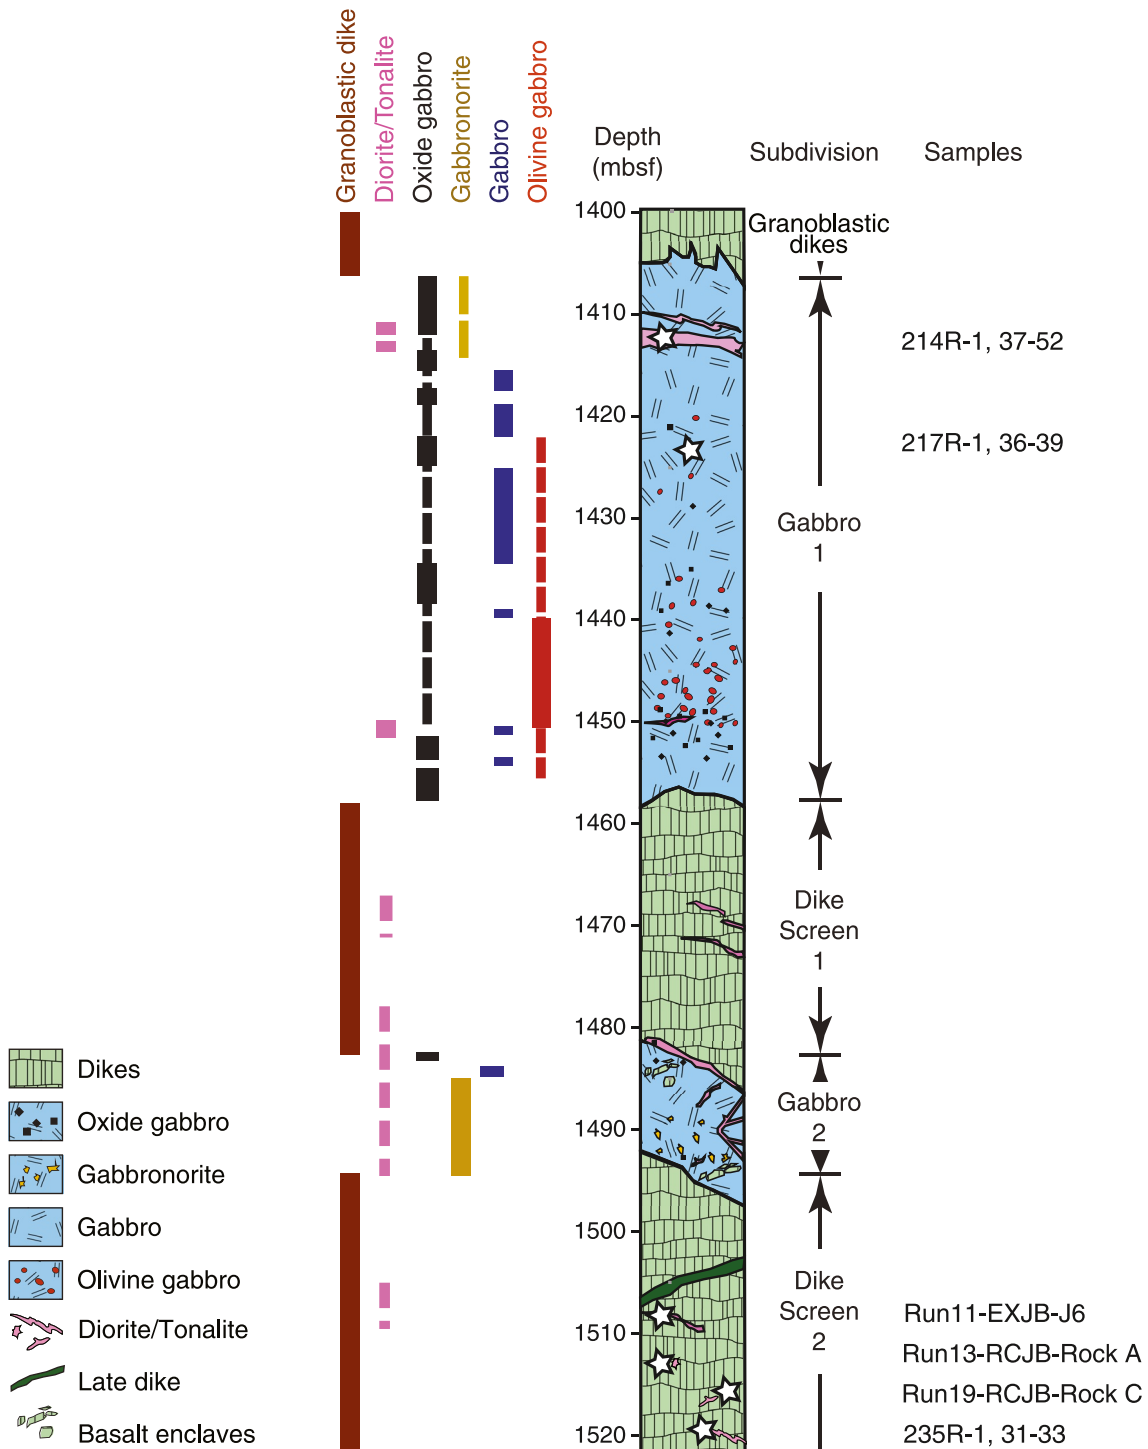 Granoblastic dike
Diorite/Tonalite
Oxide gabbro
Gabbronorite
Gabbro
Olivine gabbro
Depth
(mbsf)
Subdivision
Samples
1400
Granoblastic
dikes
1410
214R-1, 37-52
1420
217R-1, 36-39
1430
Gabbro
1
1440
1450
1460
1470
Dike
Screen
1
1480
1490
Gabbro
2
1500
Dike
Screen
2
1510
1520
Run11-EXJB-J6
Run13-RCJB-Rock A
Run19-RCJB-Rock C
235R-1, 31-33
Dikes
Oxide gabbro
Gabbronorite
Gabbro
Olivine gabbro
Diorite/Tonalite
Late dike
Basalt enclaves